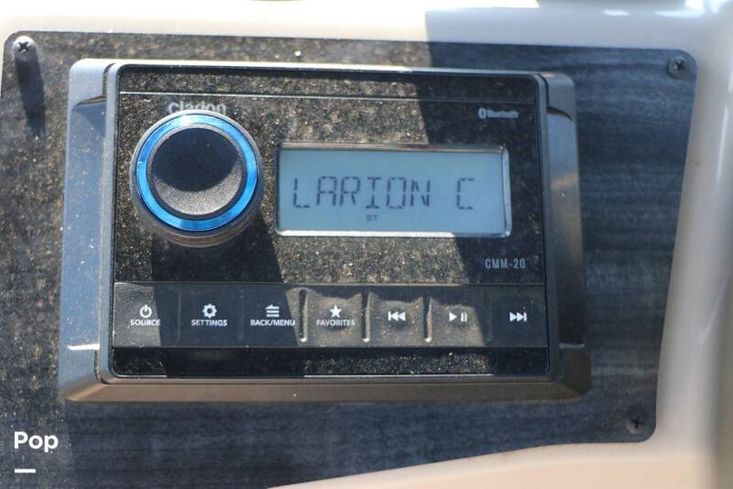 clarion
Bluetooth
LARION C
BT
CMM-20
SOURCE
SETTINGS
BACK/MENU
FAVORITES
Pop